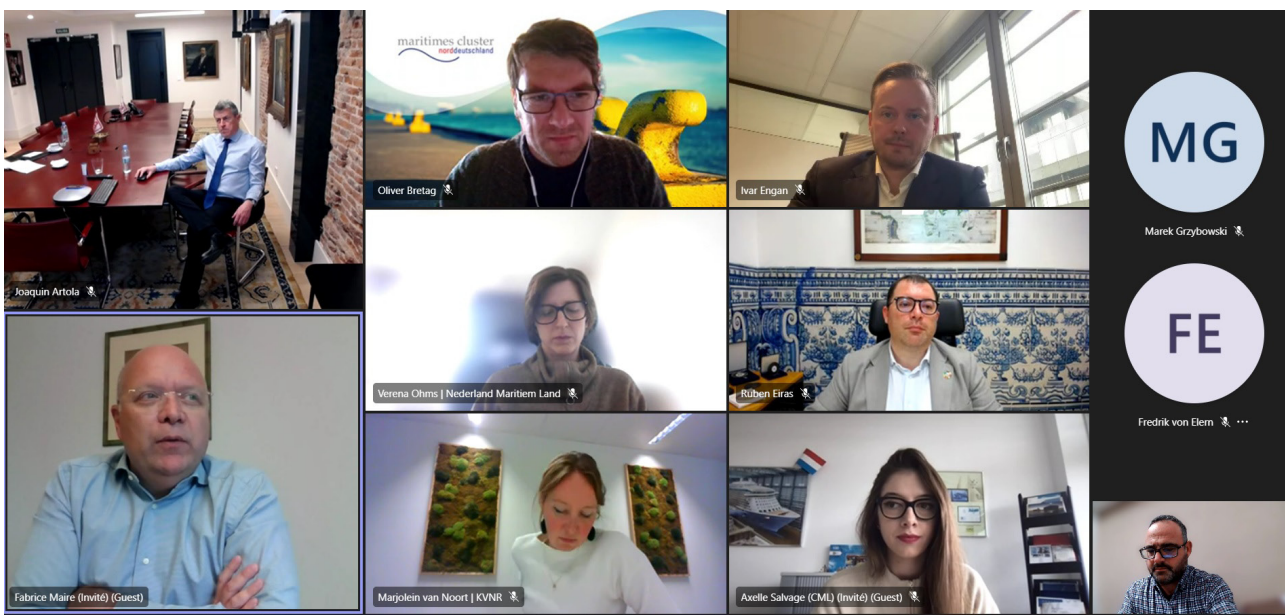 Joaquin Artola
maritimes cluster
norddeutschland
Oliver Bretag
Ivar Engan
MG
Marek Grzybowski
Verena Ohms | Nederland Maritiem Land
Rúben Eiras
FE
Fredrik von Elern
Fabrice Maire (Invité) (Guest)
Marjolein van Noort | KVNR
Axelle Salvage (CML) (Invité) (Guest)